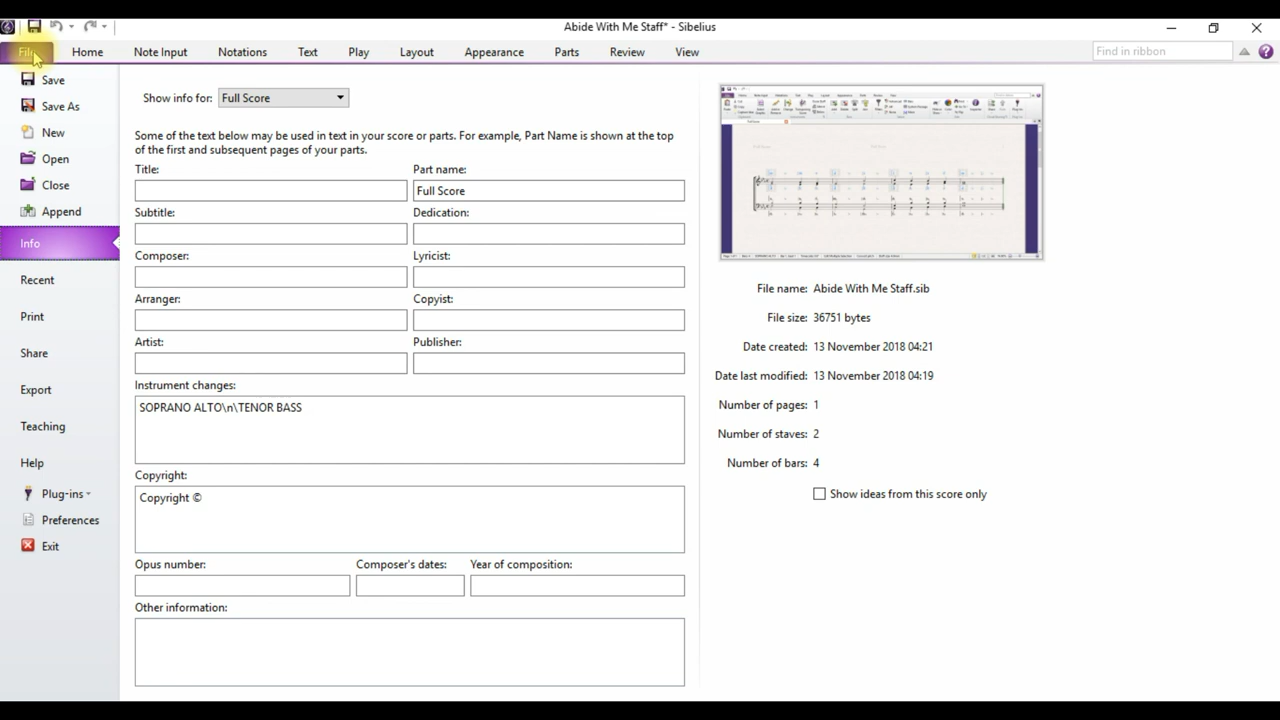 Abide With Me Staff* - Sibelius
File Home Note Input Notations Text Play Layout Appearance Parts Review View Find in ribbon
Save
Save As
New
Open
Close
Append
Info
Recent
Print
Share
Export
Teaching
Help
Plug-ins
Preferences
Exit
Show info for: Full Score
Some of the text below may be used in text in your score or parts. For example, Part Name is shown at the top
of the first and subsequent pages of your parts.
Title: Part name:
Full Score
Subtitle: Dedication:
Composer: Lyricist:
Arranger: Copyist:
Artist: Publisher:
Instrument changes:
SOPRANO ALTO\n\TENOR BASS
Copyright:
Copyright ©
Opus number: Composer's dates: Year of composition:
Other information:
File name: Abide With Me Staff.sib
File size: 36751 bytes
Date created: 13 November 2018 04:21
Date last modified: 13 November 2018 04:19
Number of pages: 1
Number of staves: 2
Number of bars: 4
Show ideas from this score only